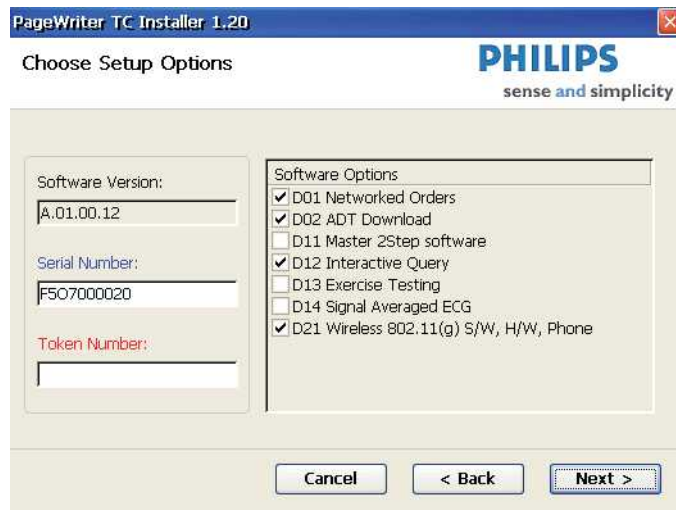 PageWriter TC Installer 1.20
Choose Setup Options
PHILIPS
sense and simplicity
Software Version:
A.01.00.12
Serial Number:
F5O7000020
Token Number:
Software Options
D01 Networked Orders
D02 ADT Download
D11 Master 2Step software
D12 Interactive Query
D13 Exercise Testing
D14 Signal Averaged ECG
D21 Wireless 802.11(g) S/W, H/W, Phone
Cancel
< Back
Next >